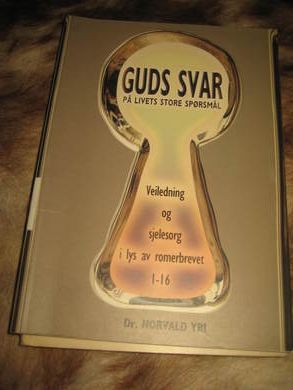 GUDS SVAR
PÅ LIVETS STORE SPØRSMÅL
Veiledning
og
sjelesorg
i lys av romerbrevet
1-16
Dr. NORVALD YRI